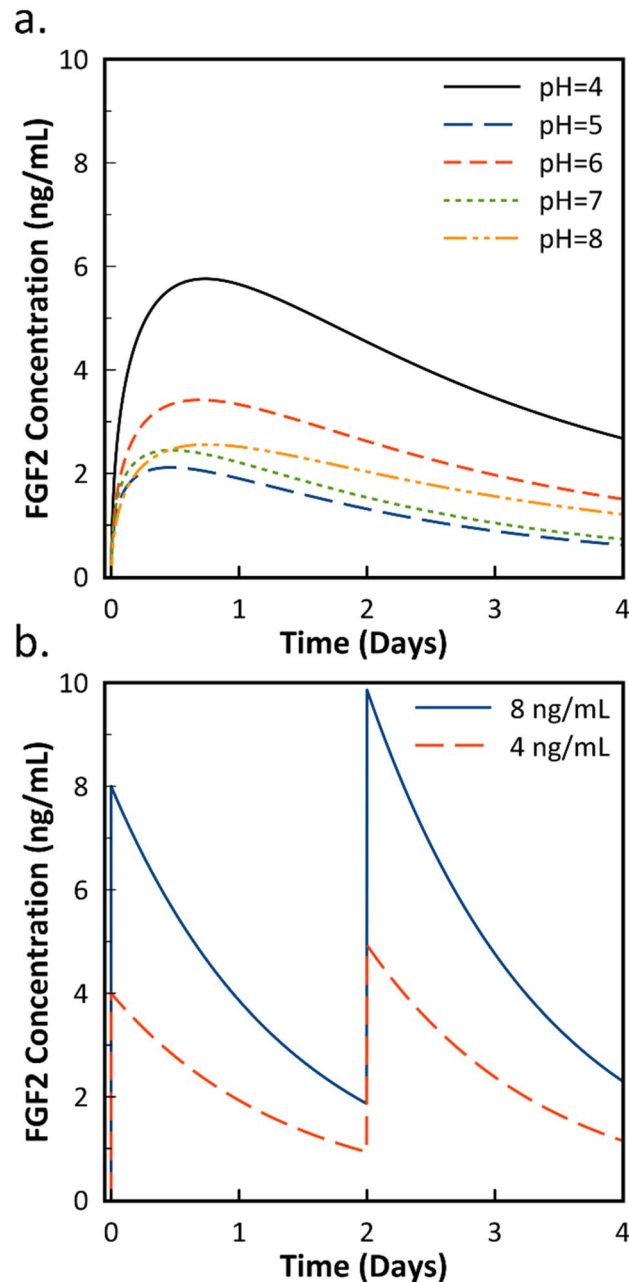 a.
10
8
6
4
2
0
FGF2 Concentration (ng/mL)
pH=4
pH=5
pH=6
pH=7
pH=8
0 1 2 3 4
Time (Days)
b.
10
8
6
4
2
0
FGF2 Concentration (ng/mL)
8 ng/mL
4 ng/mL
0 1 2 3 4
Time (Days)